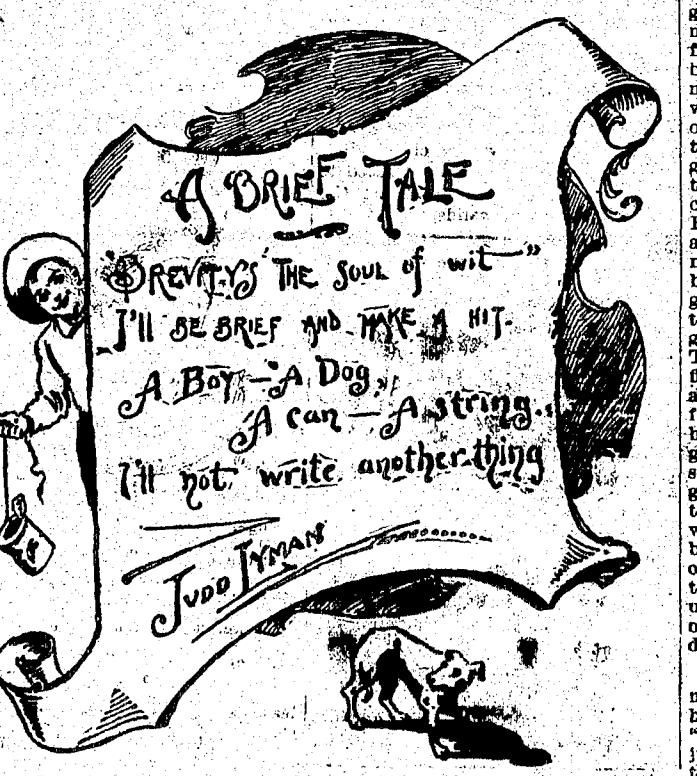 A BRIEF TALE
"BREVITY'S THE SOUL of wit"
I'll BE BRIEF AND MAKE A HIT.
A BOY — A DOG,
A can — A string.
I'll not write another thing
JUDD LYMAN